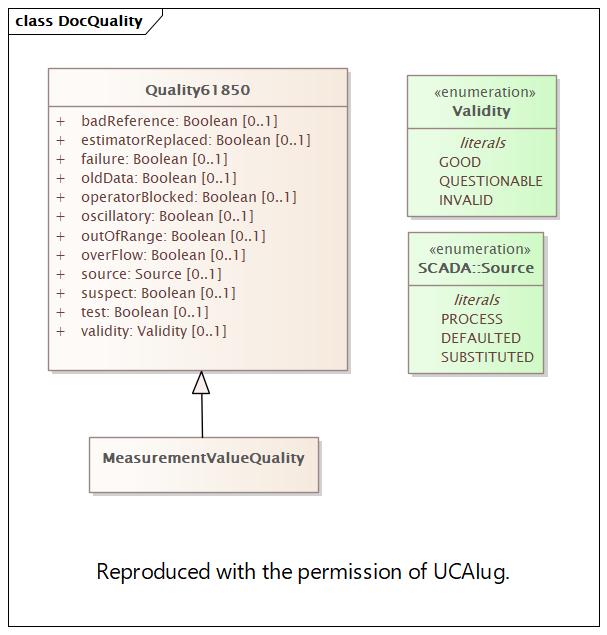 class DocQuality
Quality61850
+ badReference: Boolean [0..1]
+ estimatorReplaced: Boolean [0..1]
+ failure: Boolean [0..1]
+ oldData: Boolean [0..1]
+ operatorBlocked: Boolean [0..1]
+ oscillatory: Boolean [0..1]
+ outOfRange: Boolean [0..1]
+ overFlow: Boolean [0..1]
+ source: Source [0..1]
+ suspect: Boolean [0..1]
+ test: Boolean [0..1]
+ validity: Validity [0..1]
«enumeration»
Validity
literals
GOOD
QUESTIONABLE
INVALID
«enumeration»
SCADA::Source
literals
PROCESS
DEFAULTED
SUBSTITUTED
MeasurementValueQuality
Reproduced with the permission of UCAIug.